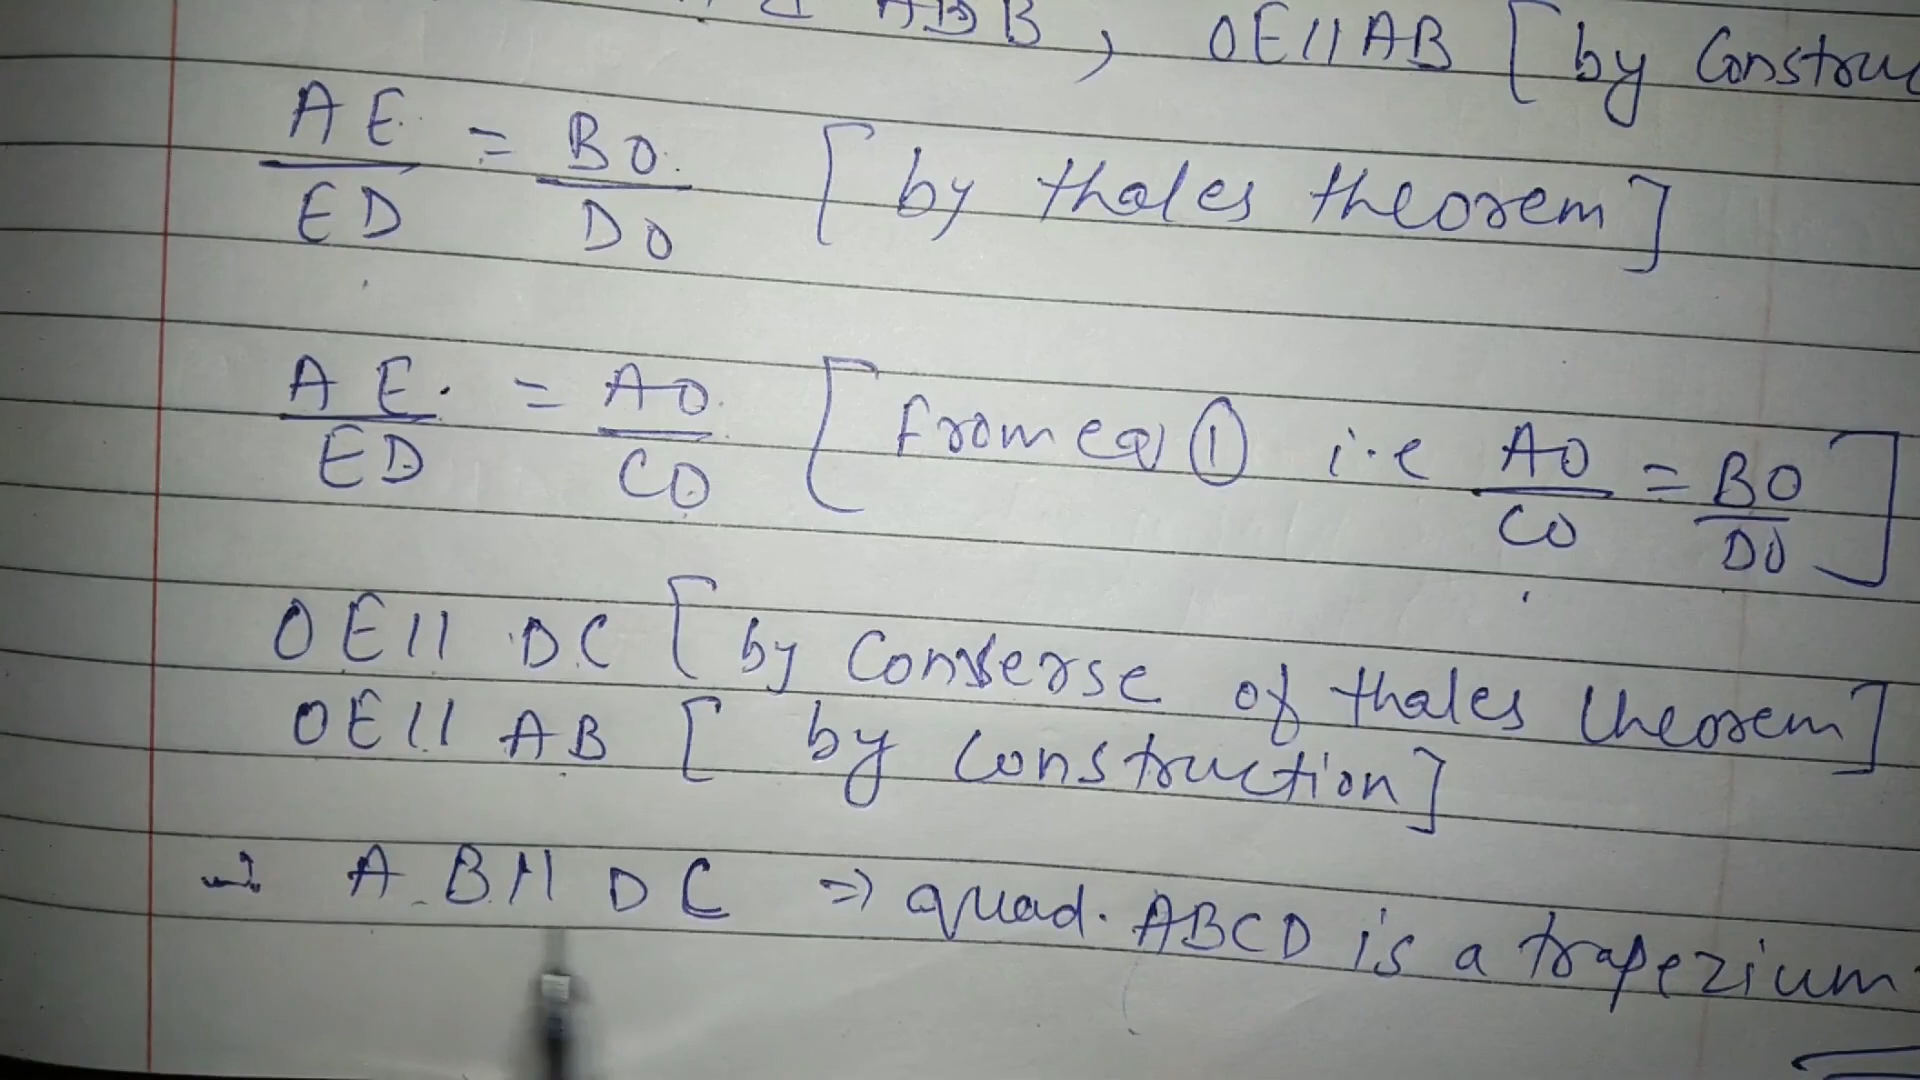 ADB, OE||AB [by Construc
AE/ED = BO/DO [by thales theorem]
AE/ED = AO/CO [from eq ① i.e AO/CO = BO/DO]
OE|| DC [by Converse of thales theorem]
OE|| AB [by construction]
→ AB|| DC ⇒ quad. ABCD is a trapezium